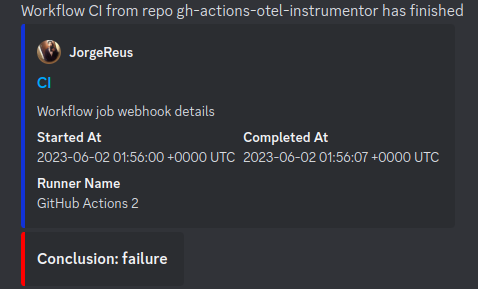 Workflow CI from repo gh-actions-otel-instrumentor has finished
JorgeReus
CI
Workflow job webhook details
Started At Completed At
2023-06-02 01:56:00 +0000 UTC 2023-06-02 01:56:07 +0000 UTC
Runner Name
GitHub Actions 2
Conclusion: failure